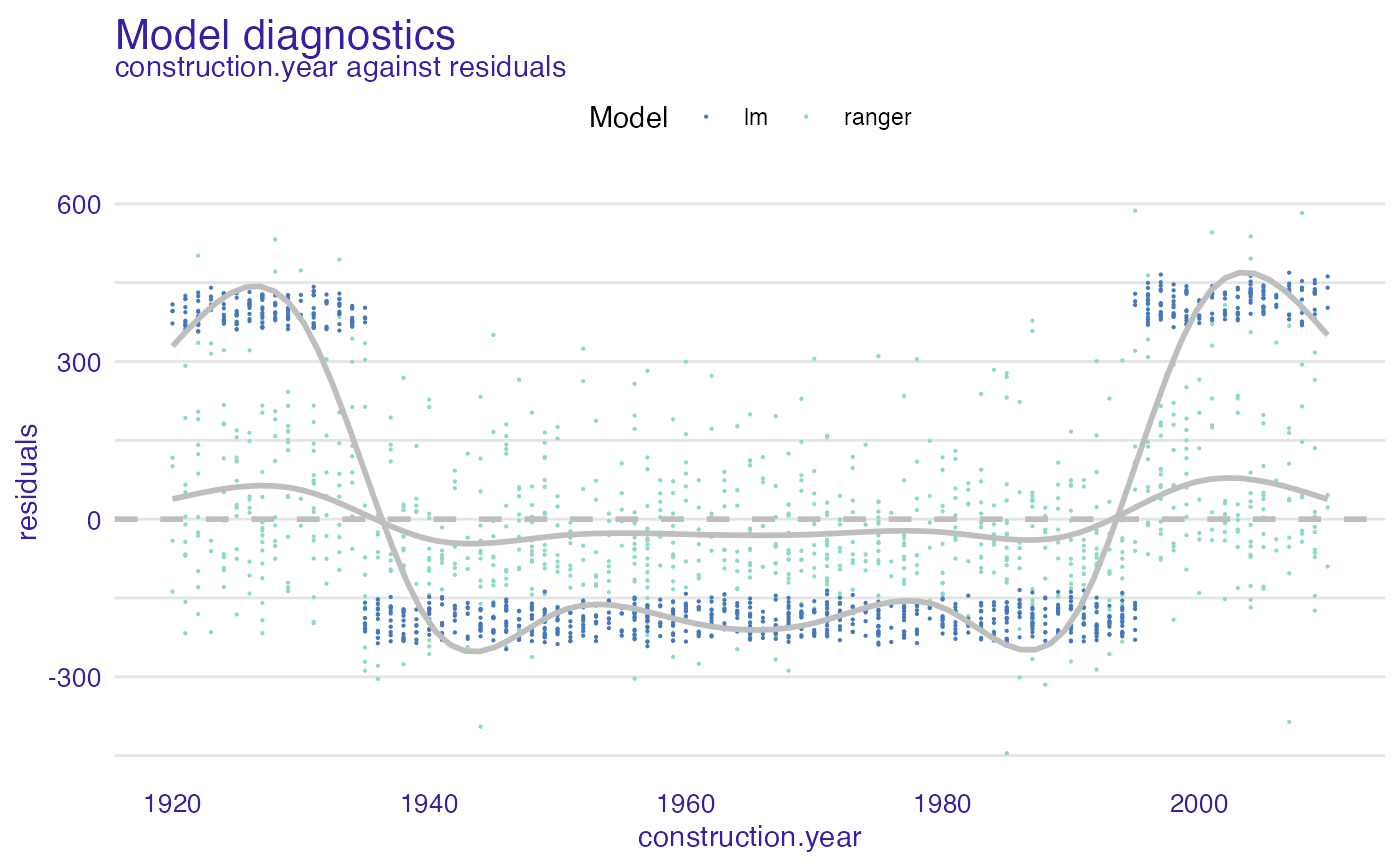 Model diagnostics
construction.year against residuals
Model lm ranger
600
300
0
-300
residuals
1920 1940 1960 1980 2000
construction.year